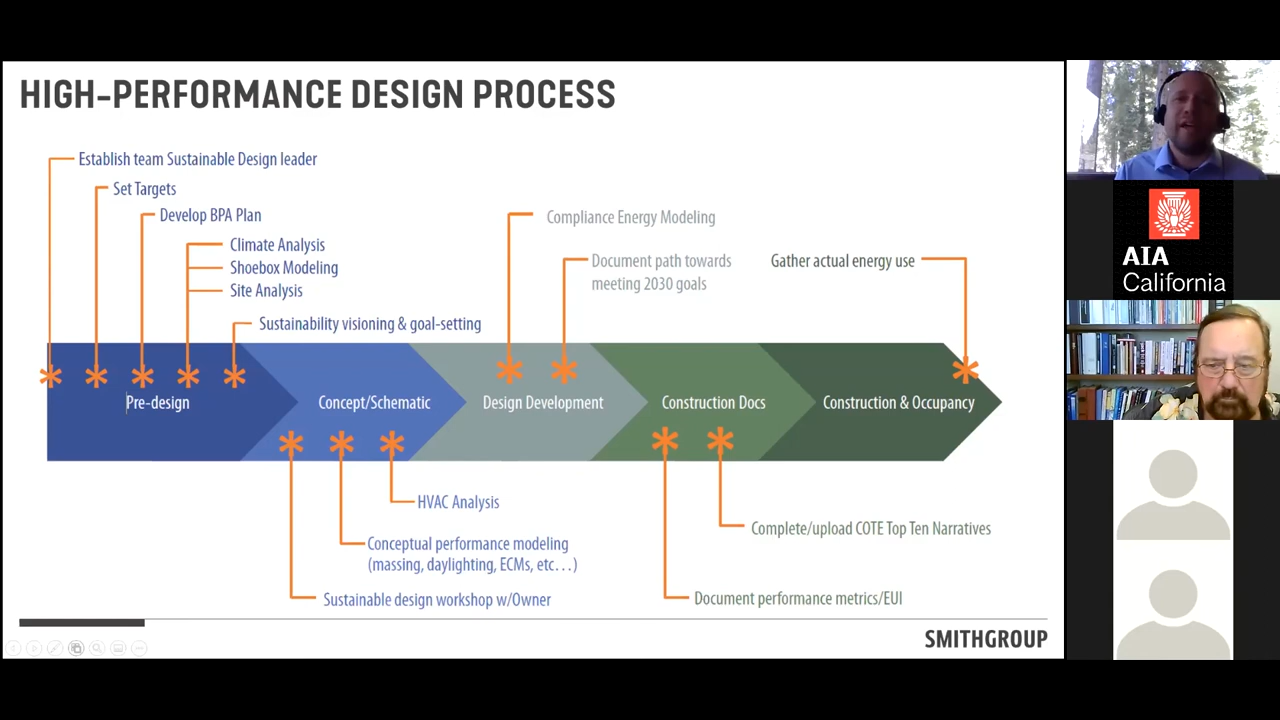 HIGH-PERFORMANCE DESIGN PROCESS
Establish team Sustainable Design leader
Set Targets
Develop BPA Plan
Climate Analysis
Shoebox Modeling
Site Analysis
Sustainability visioning & goal-setting
Compliance Energy Modeling
Document path towards
meeting 2030 goals
Gather actual energy use
Pre-design
Concept/Schematic
Design Development
Construction Docs
Construction & Occupancy
HVAC Analysis
Conceptual performance modeling
(massing, daylighting, ECMs, etc...)
Sustainable design workshop w/Owner
Complete/upload COTE Top Ten Narratives
Document performance metrics/EUI
SMITHGROUP
AIA
California